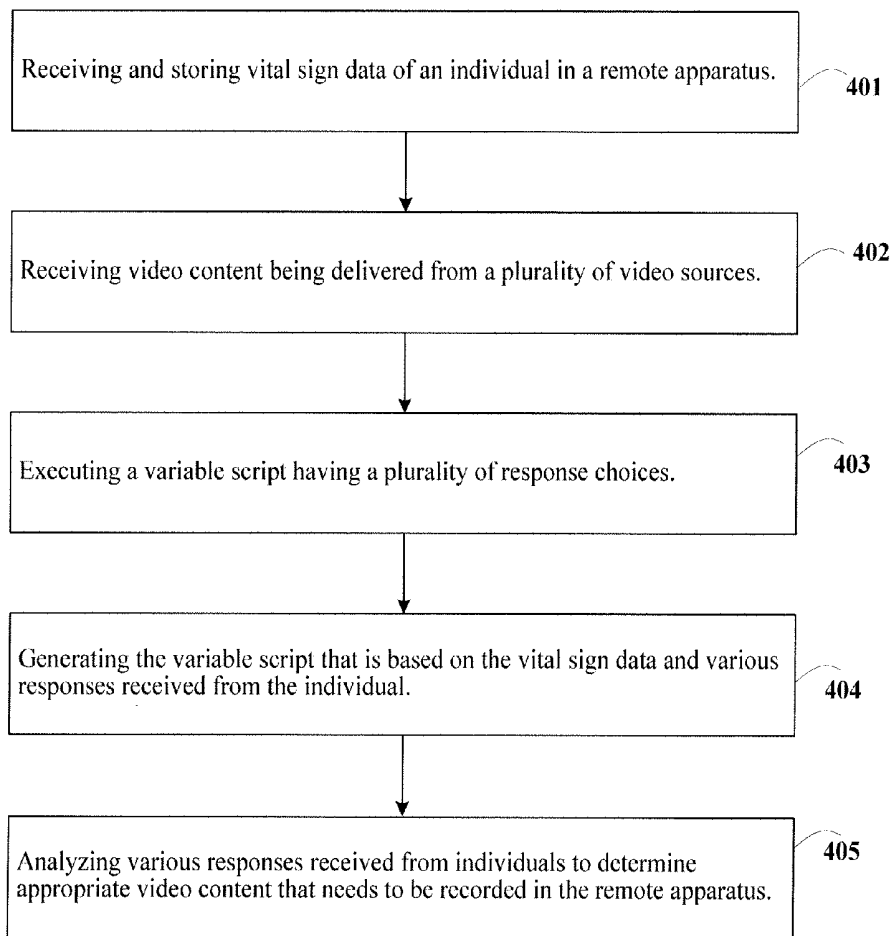 Receiving and storing vital sign data of an individual in a remote apparatus.
401
Receiving video content being delivered from a plurality of video sources.
402
Executing a variable script having a plurality of response choices.
403
Generating the variable script that is based on the vital sign data and various
responses received from the individual.
404
Analyzing various responses received from individuals to determine
appropriate video content that needs to be recorded in the remote apparatus.
405